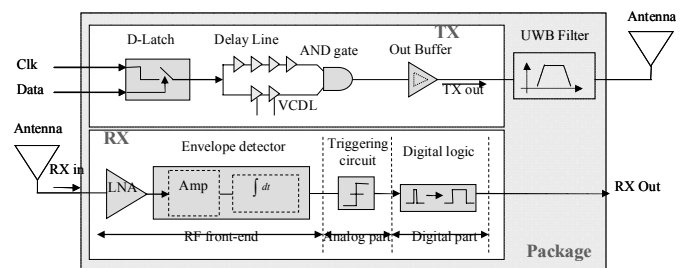 Antenna
TX
D-Latch
Delay Line
AND gate
Out Buffer
UWB Filter
Clk
Data
VCDL
TX out
Antenna
RX
RX in
Envelope detector
Triggering
circuit
Digital logic
LNA
Amp
∫ dt
RX Out
RF front-end
Analog part
Digital part
Package